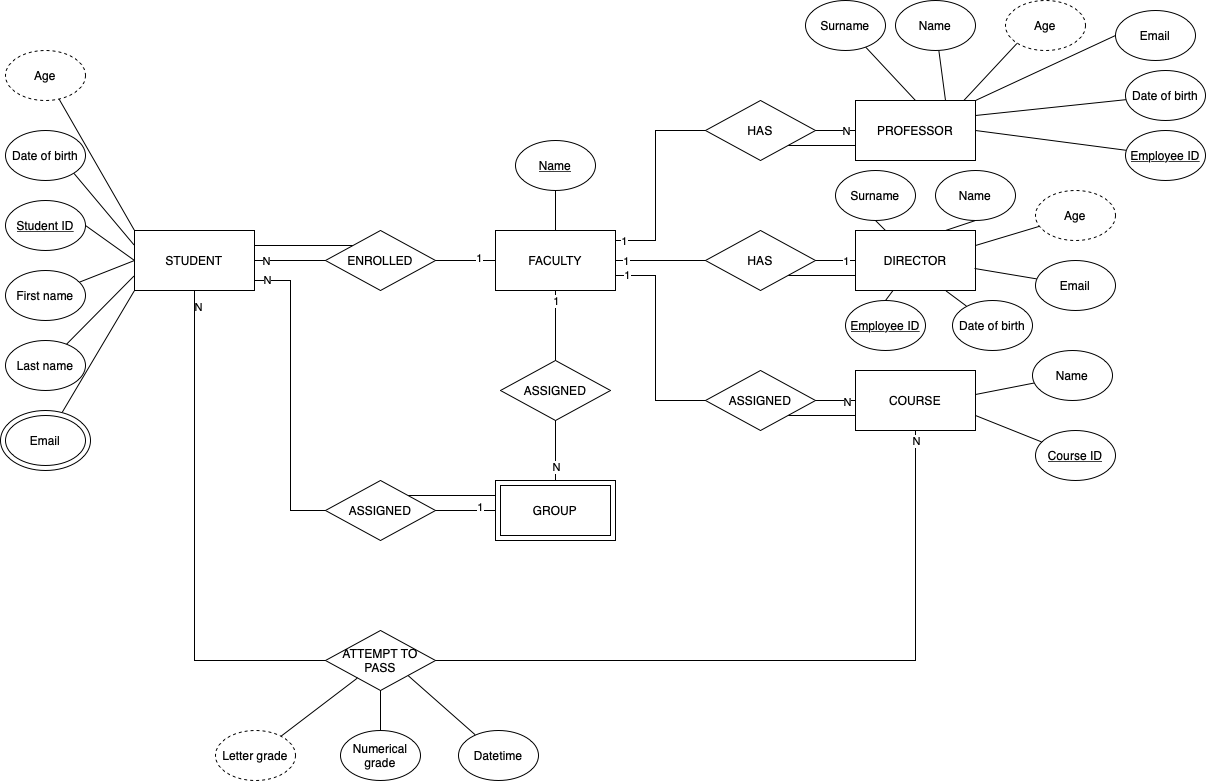 Surname
Name
Age
Email
Age
Date of birth
HAS
N
PROFESSOR
Date of birth
Name
Employee ID
Student ID
Surname
Name
Age
1
STUDENT
N
ENROLLED
1
FACULTY
1
HAS
1
DIRECTOR
N
1
First name
Email
N
1
Employee ID
Date of birth
Last name
Name
ASSIGNED
ASSIGNED
N
COURSE
Email
N
Course ID
N
ASSIGNED
1
GROUP
ATTEMPT TO
PASS
Letter grade
Numerical
grade
Datetime